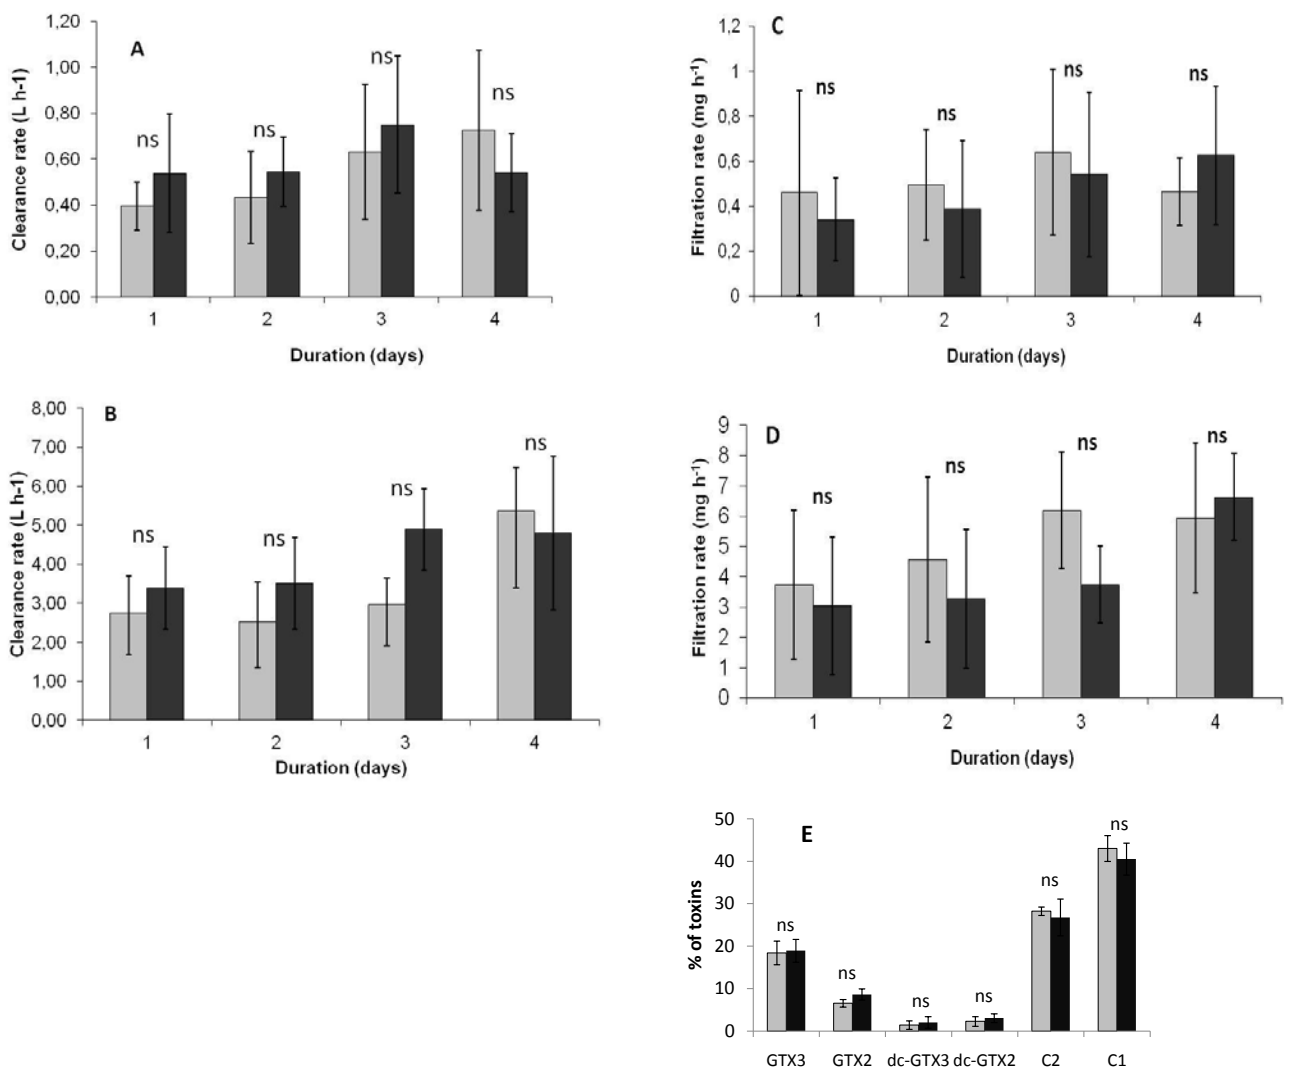 A
Clearance rate (L h-1)
1,20
1,00
0,80
0,60
0,40
0,20
0,00
ns
ns
ns
ns
1 2 3 4
Duration (days)
C
Filtration rate (mg h-1)
1,2
1
0,8
0,6
0,4
0,2
0
ns
ns
ns
ns
1 2 3 4
Duration (days)
B
Clearance rate (L h-1)
8,00
7,00
6,00
5,00
4,00
3,00
2,00
1,00
0,00
ns
ns
ns
ns
1 2 3 4
Duration (days)
D
Filtration rate (mg h-1)
9
8
7
6
5
4
3
2
1
0
ns
ns
ns
ns
1 2 3 4
Duration (days)
E
% of toxins
50
40
30
20
10
0
ns
ns
ns
ns
ns
ns
GTX3 GTX2 dc-GTX3 dc-GTX2 C2 C1